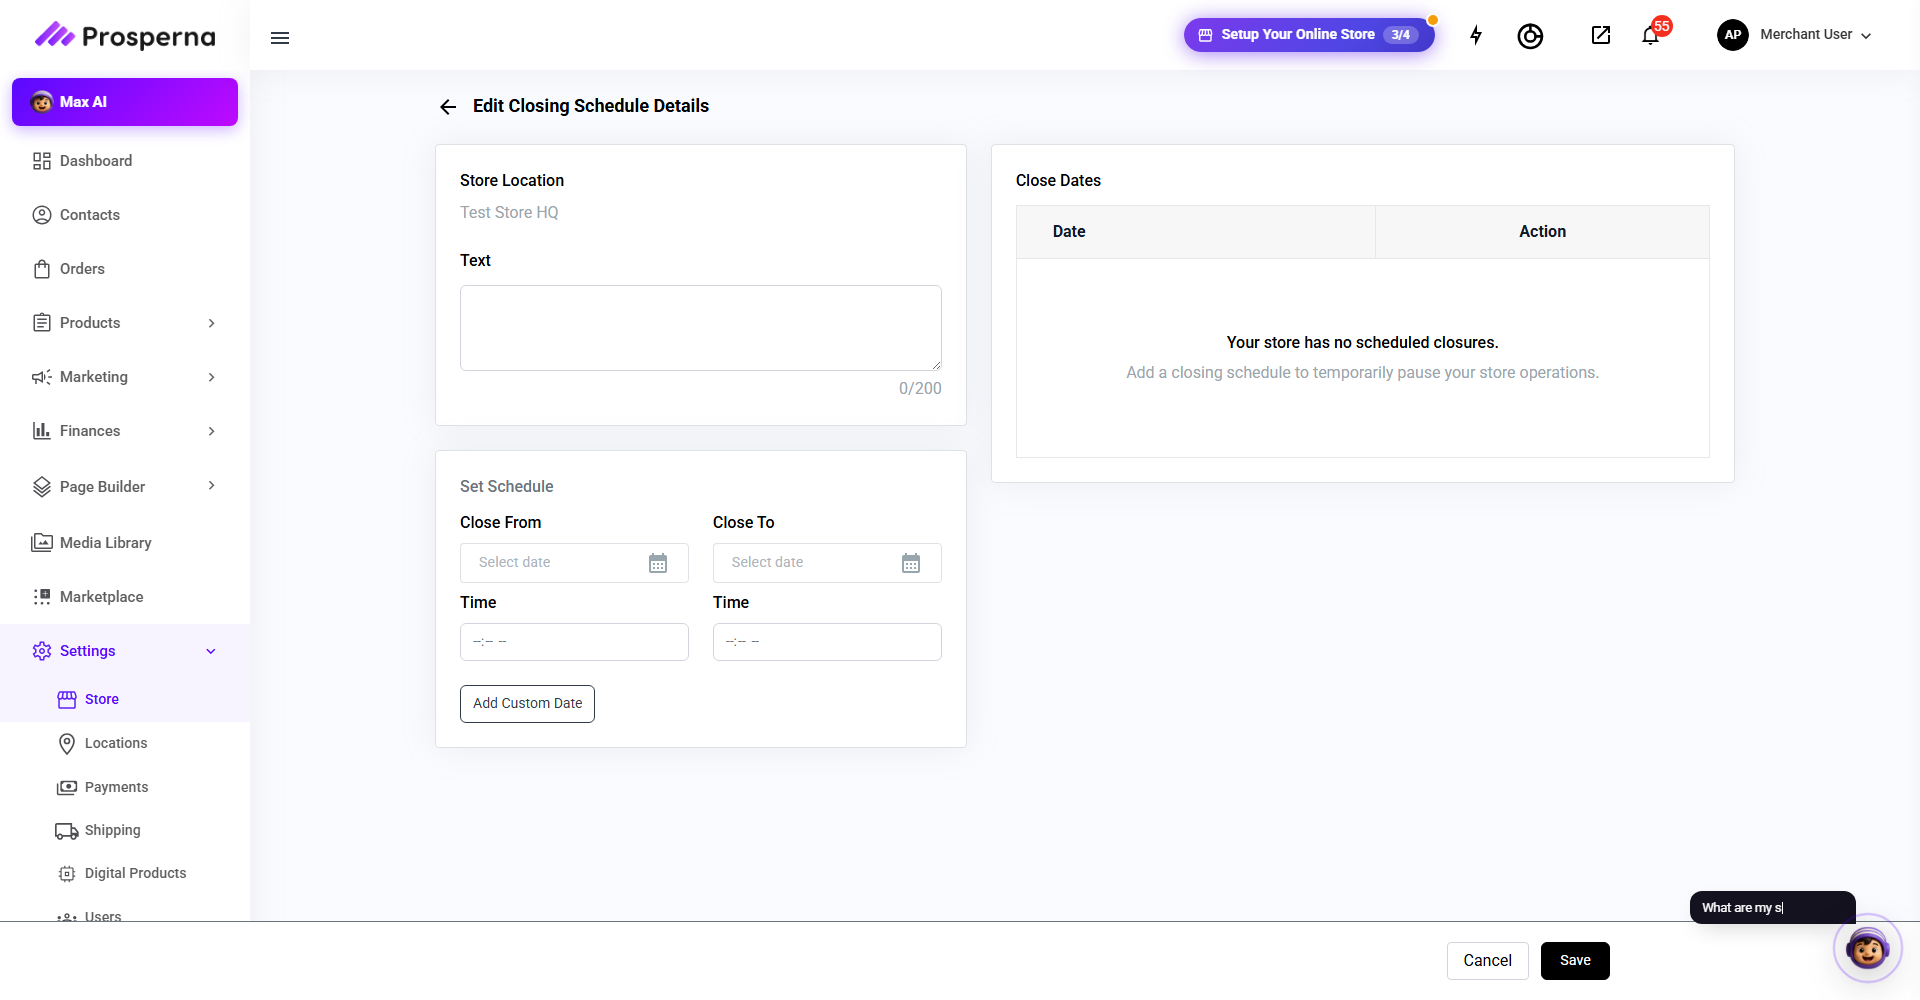 Prosperna
Setup Your Online Store 3/4
55
AP Merchant User
Max AI
Dashboard
Contacts
Orders
Products
Marketing
Finances
Page Builder
Media Library
Marketplace
Settings
Store
Locations
Payments
Shipping
Digital Products
Users
Edit Closing Schedule Details
Store Location
Test Store HQ
Text
0/200
Set Schedule
Close From Close To
Select date Select date
Time Time
--:-- -- --:-- --
Add Custom Date
Close Dates
Date Action
Your store has no scheduled closures.
Add a closing schedule to temporarily pause your store operations.
What are my s
Cancel Save